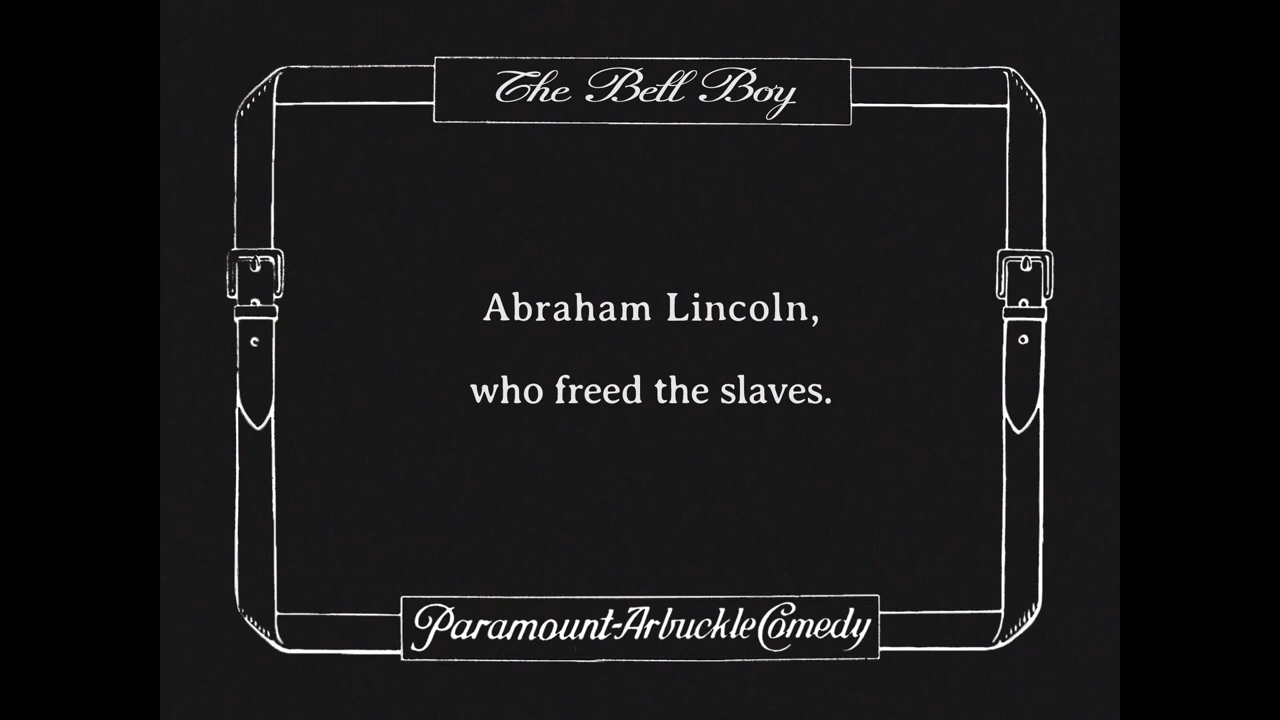 The Bell Boy
Abraham Lincoln,
who freed the slaves.
Paramount-Arbuckle Comedy